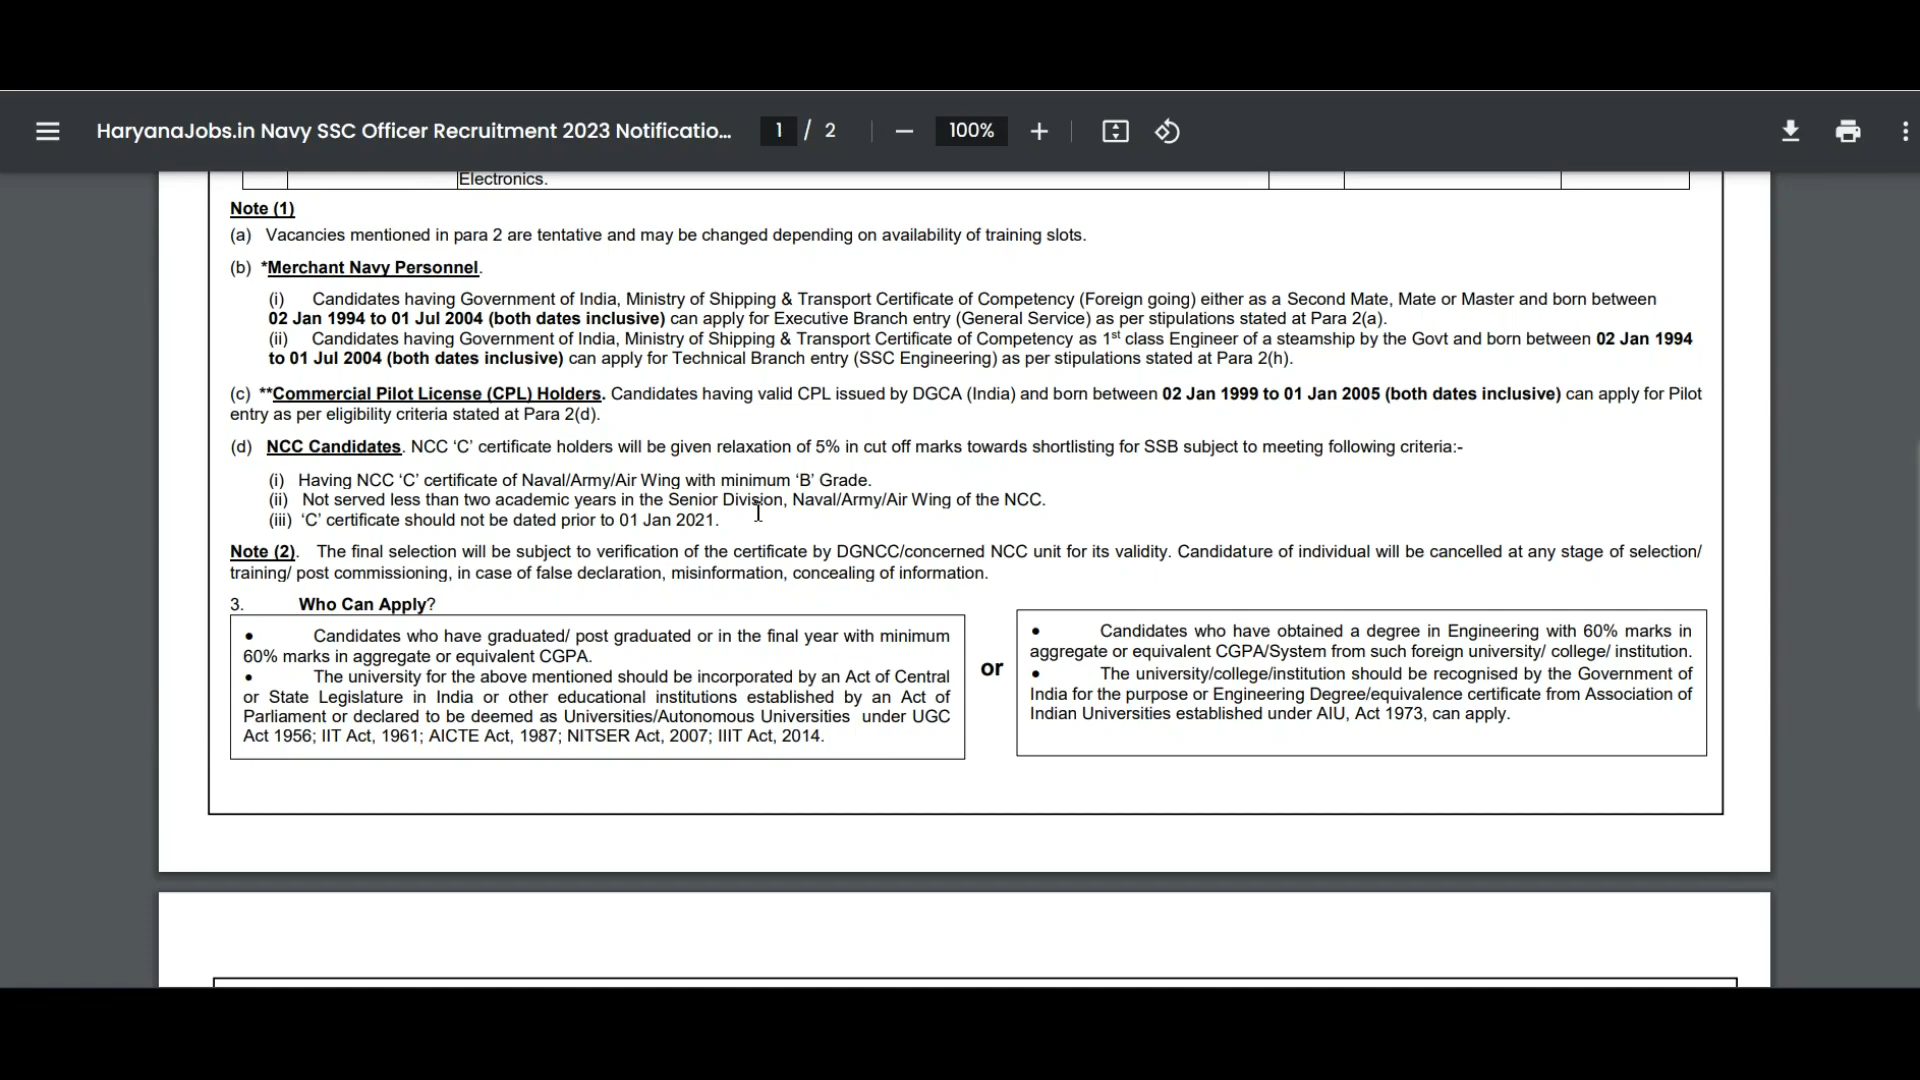 HaryanaJobs.in Navy SSC Officer Recruitment 2023 Notificatio... 1 / 2 100%
Electronics.
Note (1)
(a) Vacancies mentioned in para 2 are tentative and may be changed depending on availability of training slots.
(b) *Merchant Navy Personnel.
(i) Candidates having Government of India, Ministry of Shipping & Transport Certificate of Competency (Foreign going) either as a Second Mate, Mate or Master and born between
02 Jan 1994 to 01 Jul 2004 (both dates inclusive) can apply for Executive Branch entry (General Service) as per stipulations stated at Para 2(a).
(ii) Candidates having Government of India, Ministry of Shipping & Transport Certificate of Competency as 1st class Engineer of a steamship by the Govt and born between 02 Jan 1994
to 01 Jul 2004 (both dates inclusive) can apply for Technical Branch entry (SSC Engineering) as per stipulations stated at Para 2(h).
(c) **Commercial Pilot License (CPL) Holders. Candidates having valid CPL issued by DGCA (India) and born between 02 Jan 1999 to 01 Jan 2005 (both dates inclusive) can apply for Pilot
entry as per eligibility criteria stated at Para 2(d).
(d) NCC Candidates. NCC ‘C’ certificate holders will be given relaxation of 5% in cut off marks towards shortlisting for SSB subject to meeting following criteria:-
(i) Having NCC ‘C’ certificate of Naval/Army/Air Wing with minimum ‘B’ Grade.
(ii) Not served less than two academic years in the Senior Division, Naval/Army/Air Wing of the NCC.
(iii) ‘C’ certificate should not be dated prior to 01 Jan 2021.
Note (2). The final selection will be subject to verification of the certificate by DGNCC/concerned NCC unit for its validity. Candidature of individual will be cancelled at any stage of selection/
training/ post commissioning, in case of false declaration, misinformation, concealing of information.
3. Who Can Apply?
• Candidates who have graduated/ post graduated or in the final year with minimum
60% marks in aggregate or equivalent CGPA.
• The university for the above mentioned should be incorporated by an Act of Central
or State Legislature in India or other educational institutions established by an Act of
Parliament or declared to be deemed as Universities/Autonomous Universities under UGC
Act 1956; IIT Act, 1961; AICTE Act, 1987; NITSER Act, 2007; IIIT Act, 2014.
or
• Candidates who have obtained a degree in Engineering with 60% marks in
aggregate or equivalent CGPA/System from such foreign university/ college/ institution.
• The university/college/institution should be recognised by the Government of
India for the purpose or Engineering Degree/equivalence certificate from Association of
Indian Universities established under AIU, Act 1973, can apply.